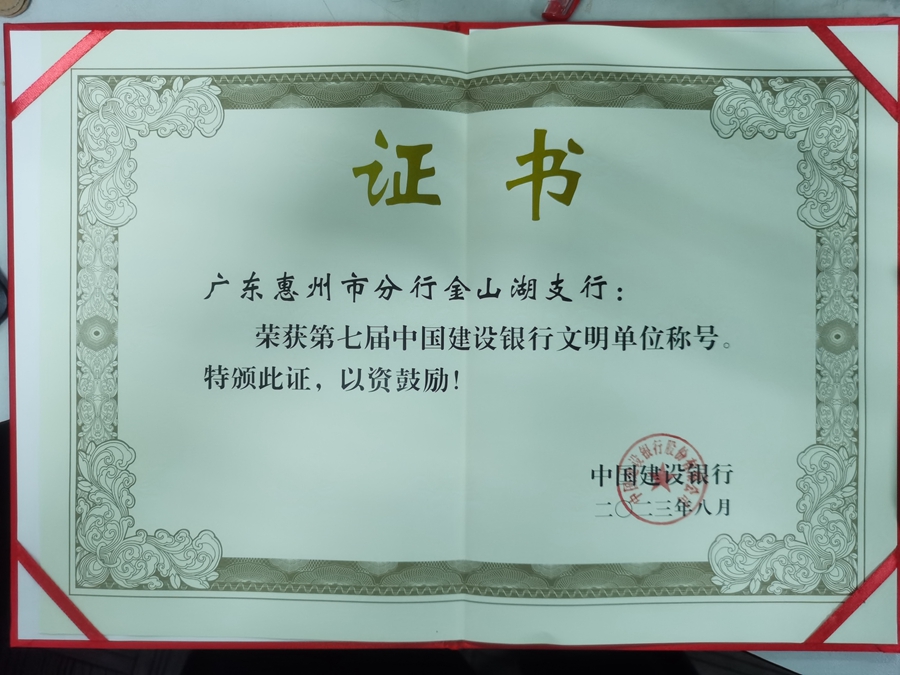 证书
广东惠州市分行金山湖支行：
荣获第七届中国建设银行文明单位称号。
特颁此证，以资鼓励！
中国建设银行
二〇二三年八月